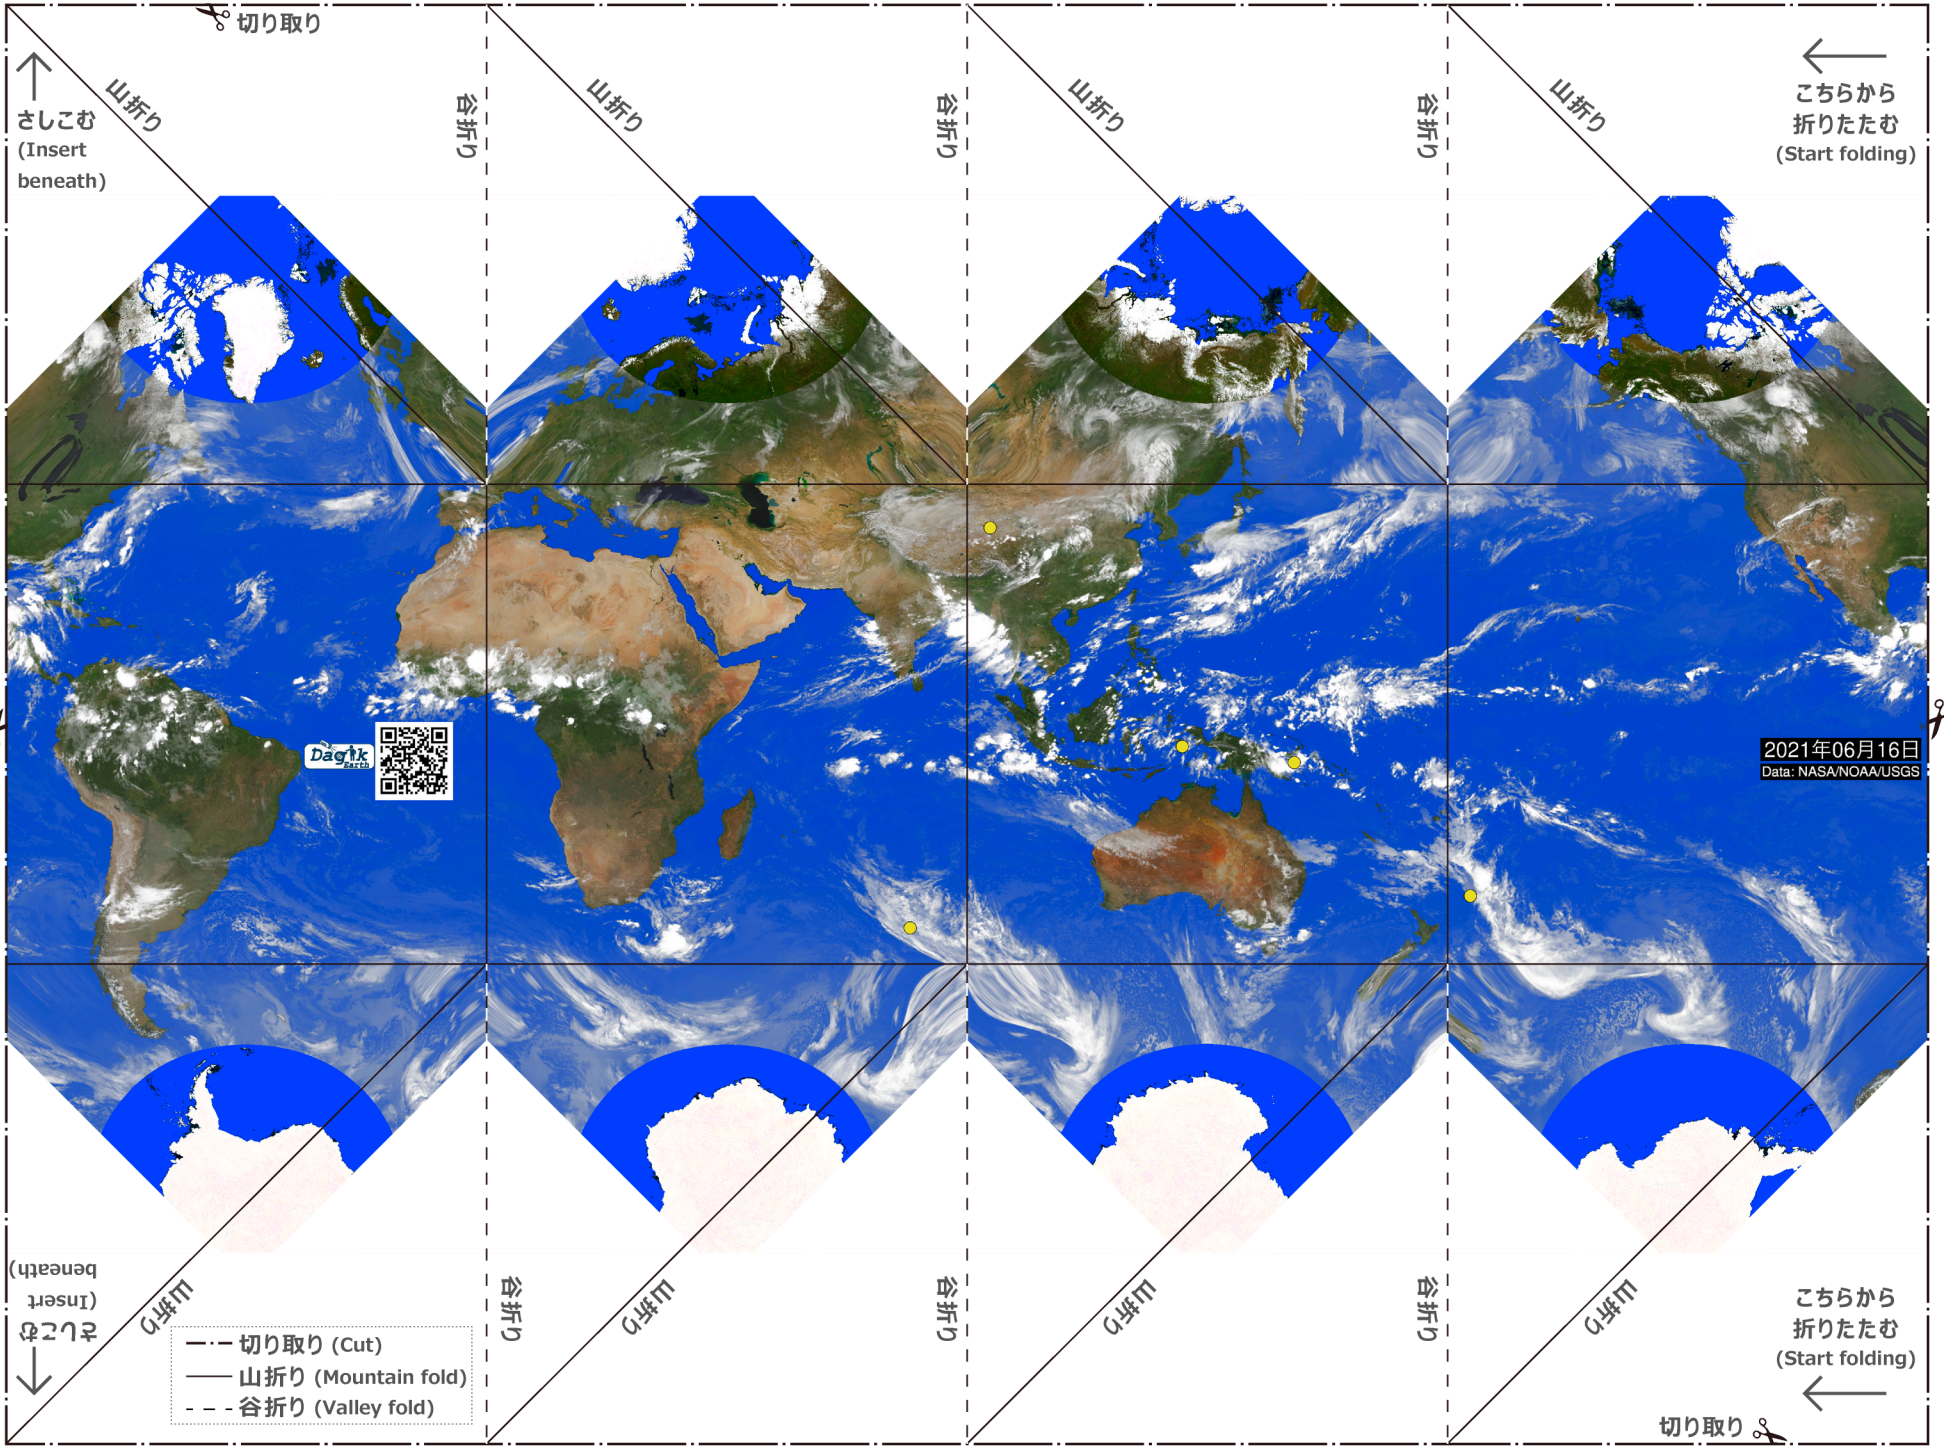 切り取り
さしこむ
(Insert
beneath)
山折り
谷折り
山折り
谷折り
山折り
谷折り
山折り
こちらから
折りたたむ
(Start folding)
Dagik
Earth
2021年06月16日
Data: NASA/NOAA/USGS
さしこむ
(Insert
beneath)
山折り
谷折り
山折り
谷折り
山折り
谷折り
山折り
こちらから
折りたたむ
(Start folding)
切り取り (Cut)
山折り (Mountain fold)
谷折り (Valley fold)
切り取り